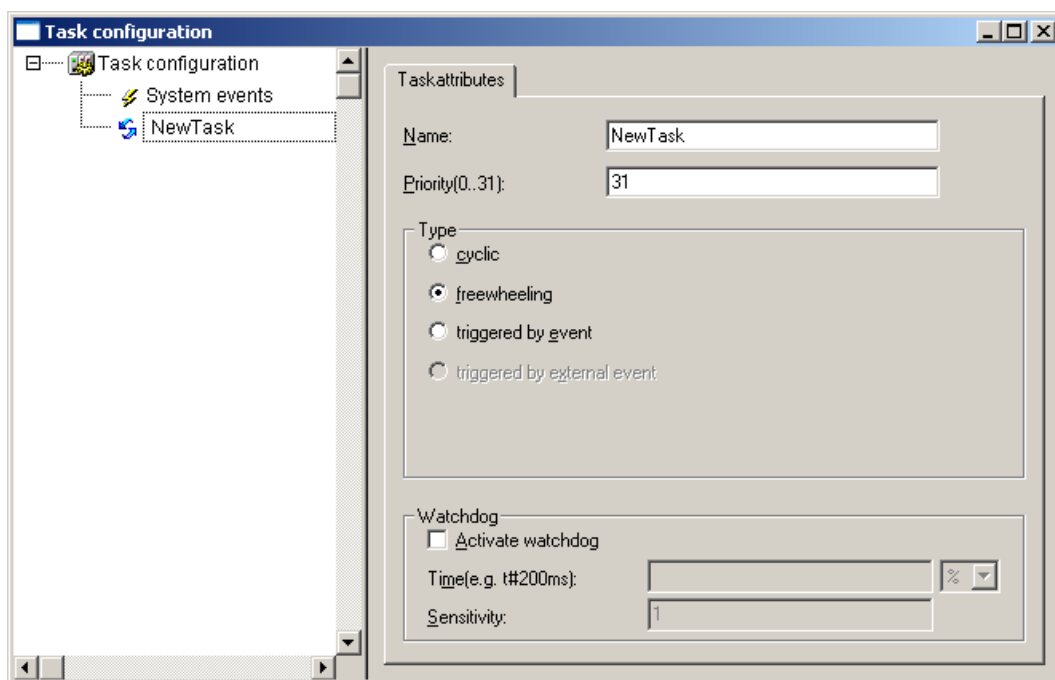 Task configuration
Task configuration
System events
NewTask
Taskattributes
Name:
NewTask
Priority(0..31):
31
Type
cyclic
freewheeling
triggered by event
triggered by external event
Watchdog
Activate watchdog
Time(e.g. t#200ms):
%
Sensitivity:
1